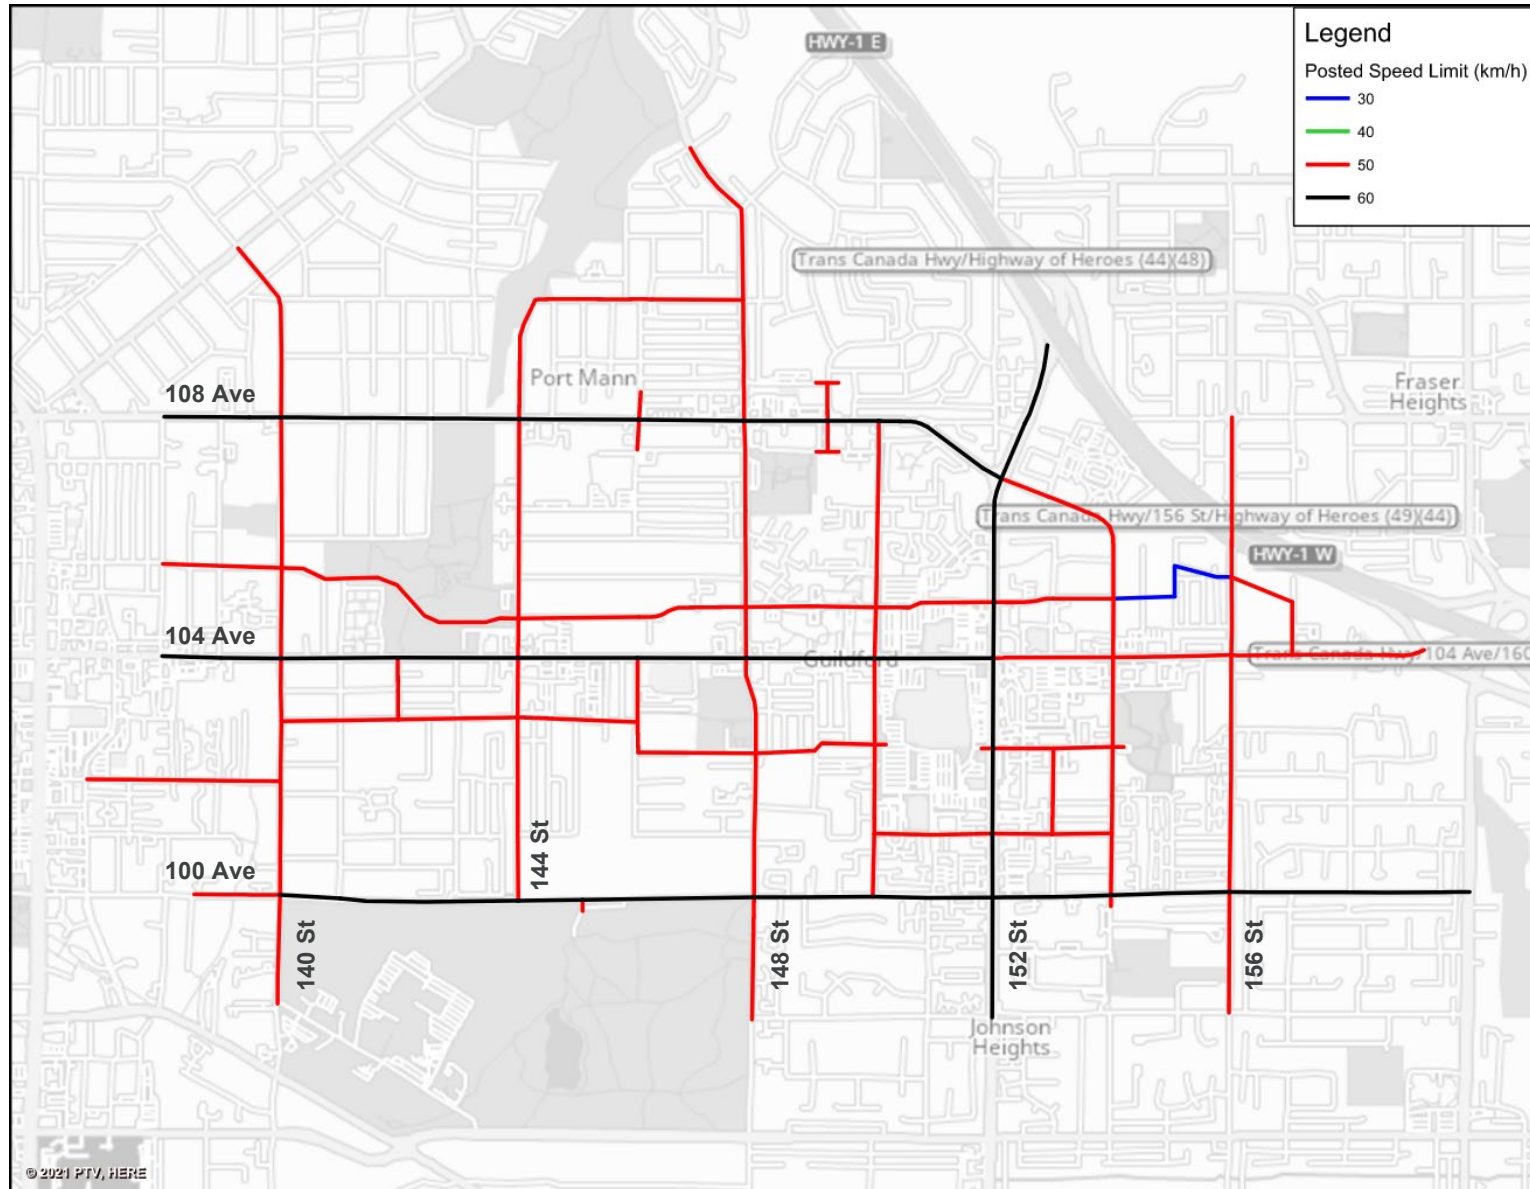 HWY-1 E
Legend
Posted Speed Limit (km/h)
30
40
50
60
Trans Canada Hwy/Highway of Heroes (44)(48)
Port Mann
108 Ave
Fraser
Heights
Trans Canada Hwy/156 St/Highway of Heroes (49)(44)
HWY-1 W
104 Ave
Guildford
Trans Canada Hwy/104 Ave/160
100 Ave
144 St
140 St
148 St
152 St
156 St
Johnson
Heights
© 2021 PTV, HERE